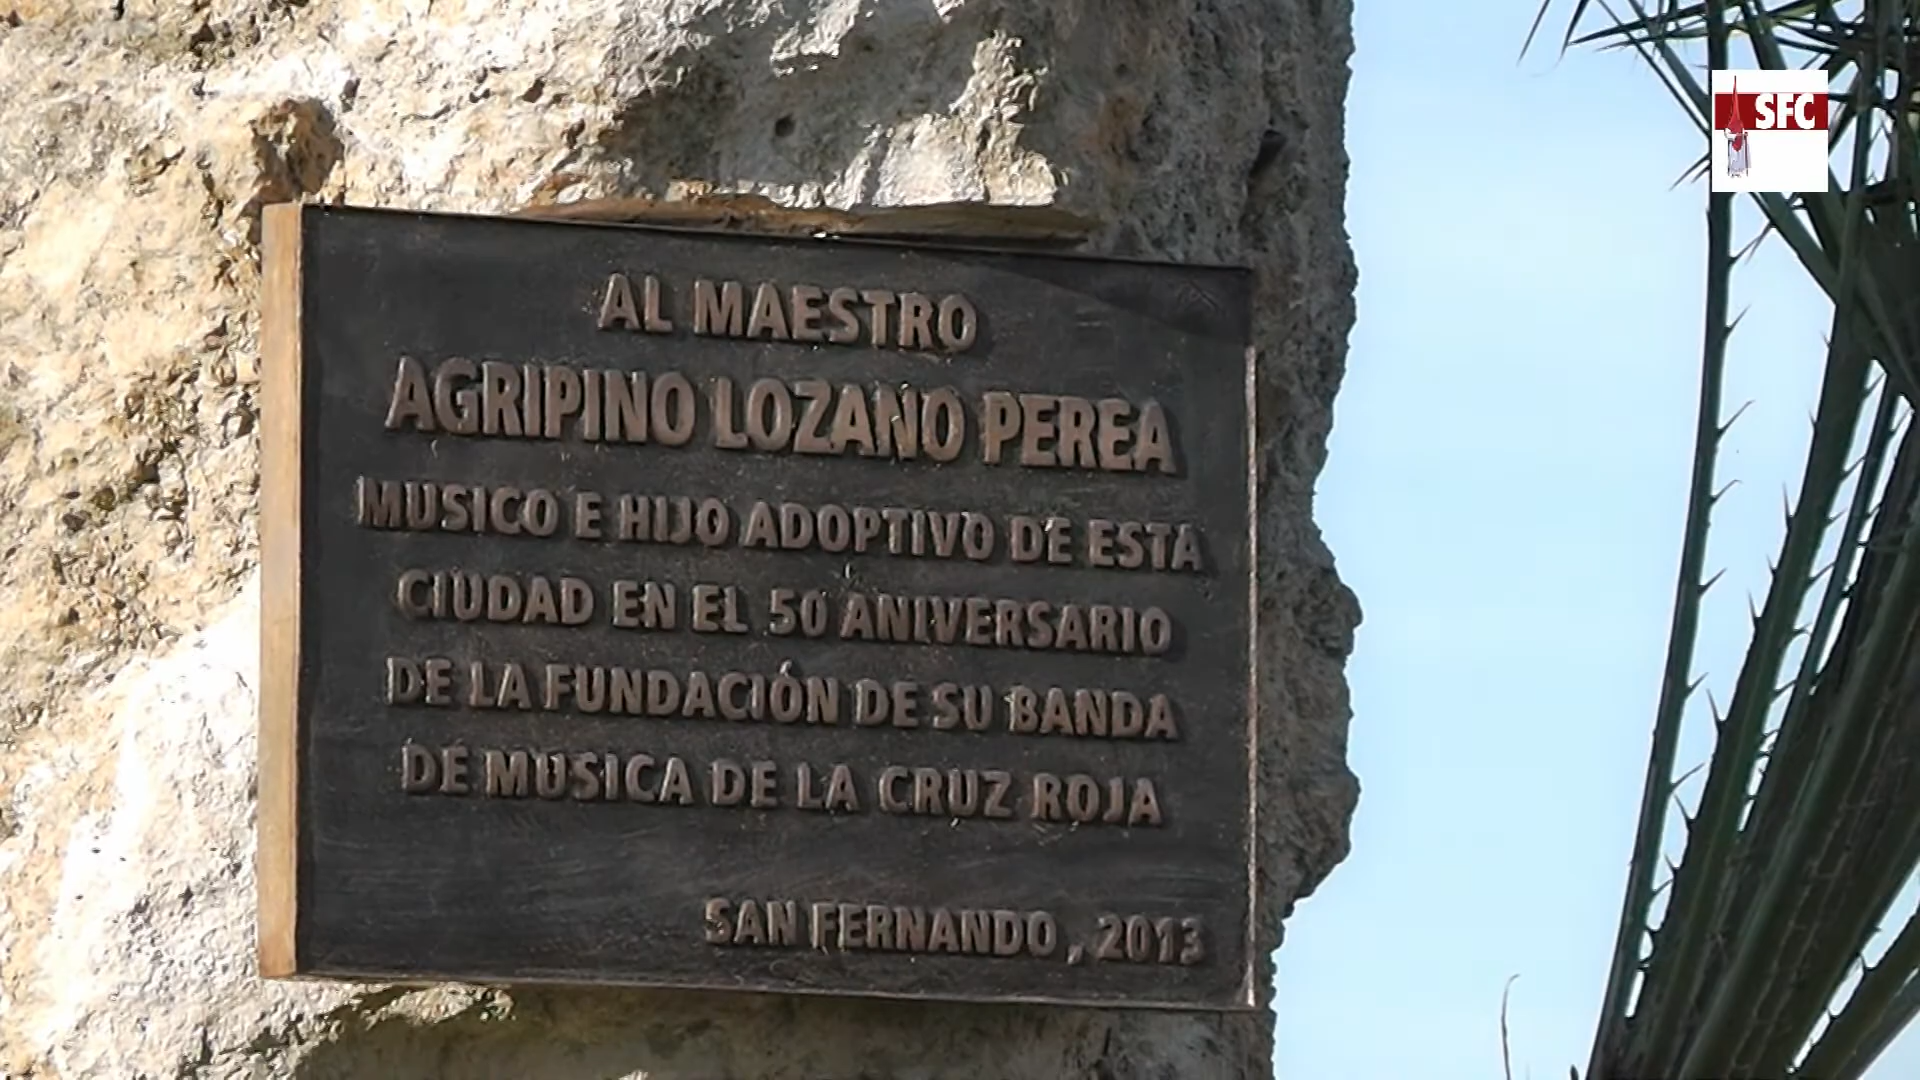 SFC
AL MAESTRO
AGRIPINO LOZANO PEREA
MUSICO E HIJO ADOPTIVO DE ESTA
CIUDAD EN EL 50 ANIVERSARIO
DE LA FUNDACIÓN DE SU BANDA
DE MUSICA DE LA CRUZ ROJA
SAN FERNANDO , 2013